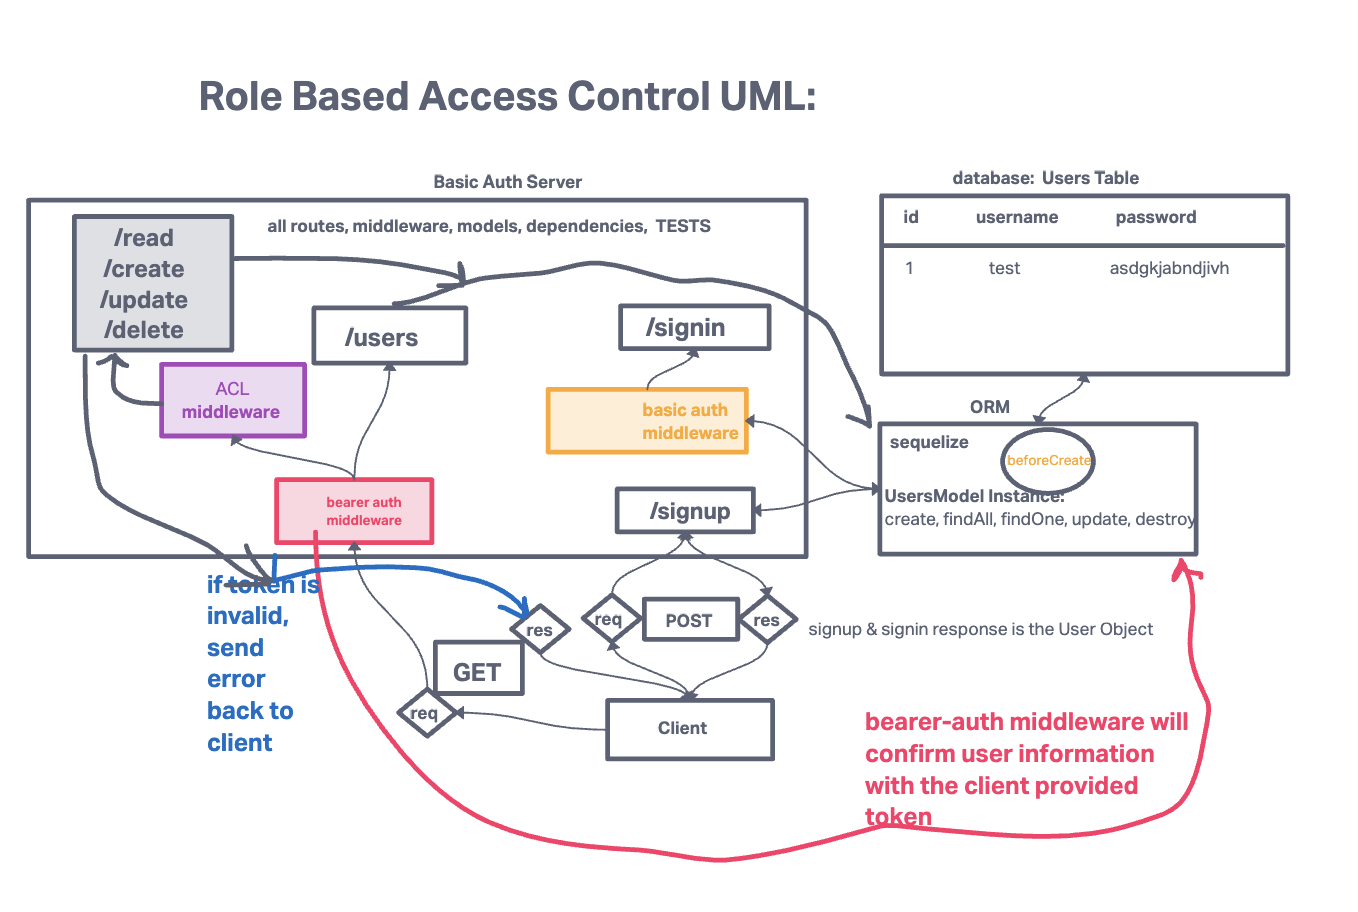 Role Based Access Control UML:
Basic Auth Server
database:  Users Table
all routes, middleware, models, dependencies,  TESTS
/read
/create
/update
/delete
id username password
1 test asdgkjabndjivh
/users
/signin
ACL
middleware
basic auth
middleware
ORM
sequelize
beforeCreate
UsersModel Instance:
create, findAll, findOne, update, destroy
bearer auth
middleware
/signup
if token is
invalid,
send
error
back to
client
res
req
POST
res
signup & signin response is the User Object
GET
req
Client
bearer-auth middleware will
confirm user information
with the client provided
token